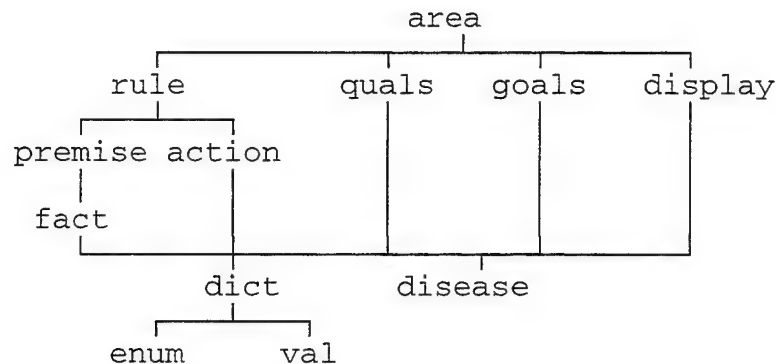 area
rule quals goals display
premise action
fact
dict disease
enum val